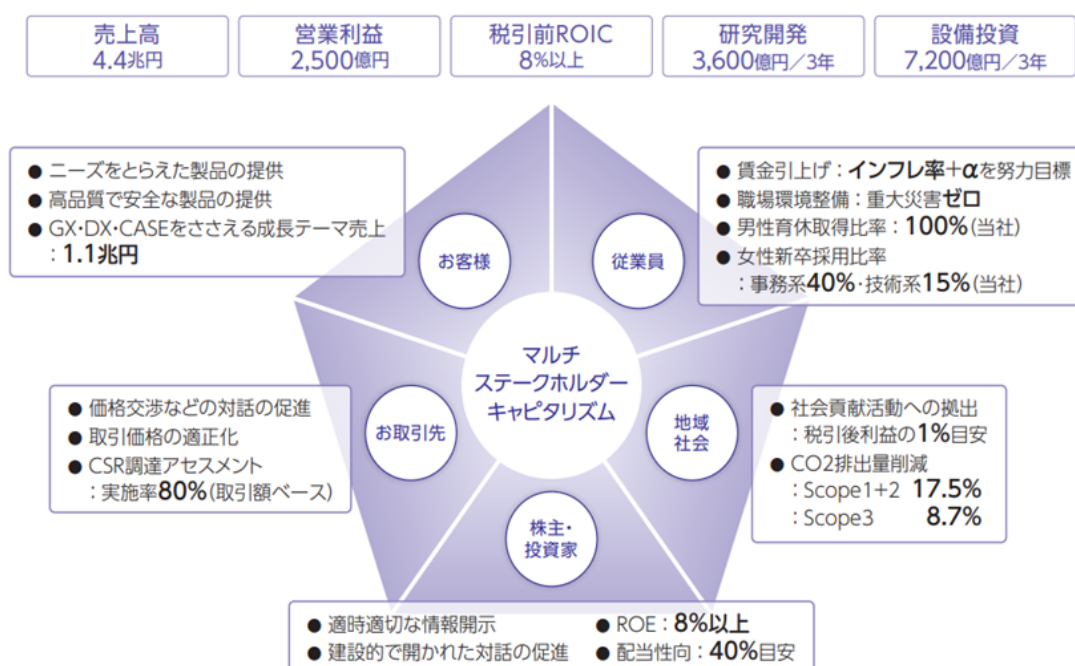 売上高
4.4兆円
営業利益
2,500億円
税引前ROIC
8%以上
研究開発
3,600億円／3年
設備投資
7,200億円／3年
● ニーズをとらえた製品の提供
● 高品質で安全な製品の提供
● GX・DX・CASEをささえる成長テーマ売上
：1.1兆円
● 賃金引上げ：インフレ率+αを努力目標
● 職場環境整備：重大災害ゼロ
● 男性育休取得比率：100%(当社)
● 女性新卒採用比率
：事務系40%・技術系15%(当社)
お客様
従業員
マルチ
ステークホルダー
キャピタリズム
● 価格交渉などの対話の促進
● 取引価格の適正化
● CSR調達アセスメント
：実施率80%(取引額ベース)
お取引先
地域
社会
● 社会貢献活動への拠出
：税引後利益の1%目安
● CO2排出量削減
：Scope1+2 17.5%
：Scope3 8.7%
株主・
投資家
● 適時適切な情報開示
● 建設的で開かれた対話の促進
● ROE：8%以上
● 配当性向：40%目安